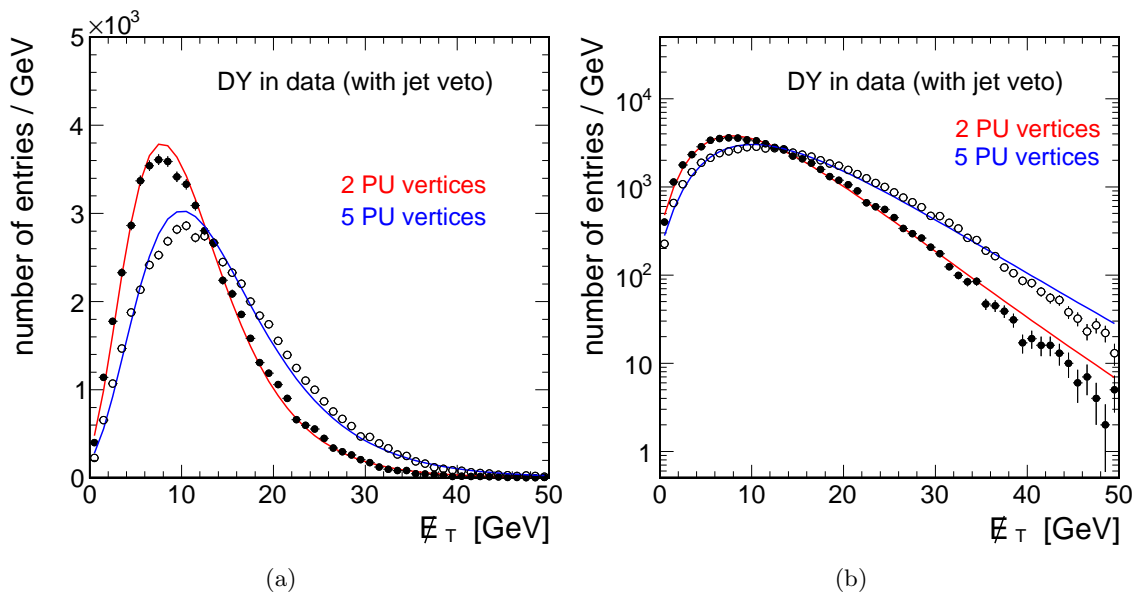 ×10³
5
4
3
2
1
0
number of entries / GeV
DY in data (with jet veto)
2 PU vertices
5 PU vertices
0 10 20 30 40 50
E̸ T [GeV]
(a)
10⁴
10³
10²
10
1
number of entries / GeV
DY in data (with jet veto)
2 PU vertices
5 PU vertices
0 10 20 30 40 50
E̸ T [GeV]
(b)